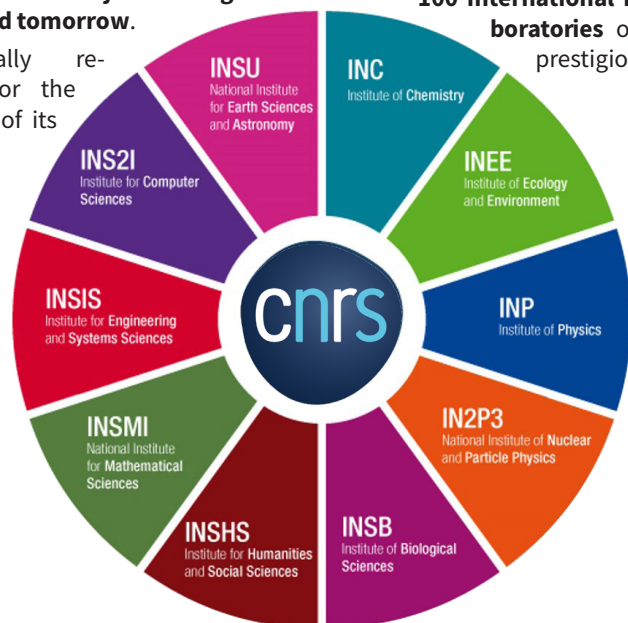 d tomorrow.
ally re-
or the
of its
boratories o
prestigio
INSU
National Institute
for Earth Sciences
and Astronomy
INC
Institute of Chemistry
INS2I
Institute for Computer
Sciences
INEE
Institute of Ecology
and Environment
INSIS
Institute for Engineering
and Systems Sciences
cnrs
INP
Institute of Physics
INSMI
National Institute
for Mathematical
Sciences
IN2P3
National Institute of Nuclear
and Particle Physics
INSHS
Institute for Humanities
and Social Sciences
INSB
Institute of Biological
Sciences